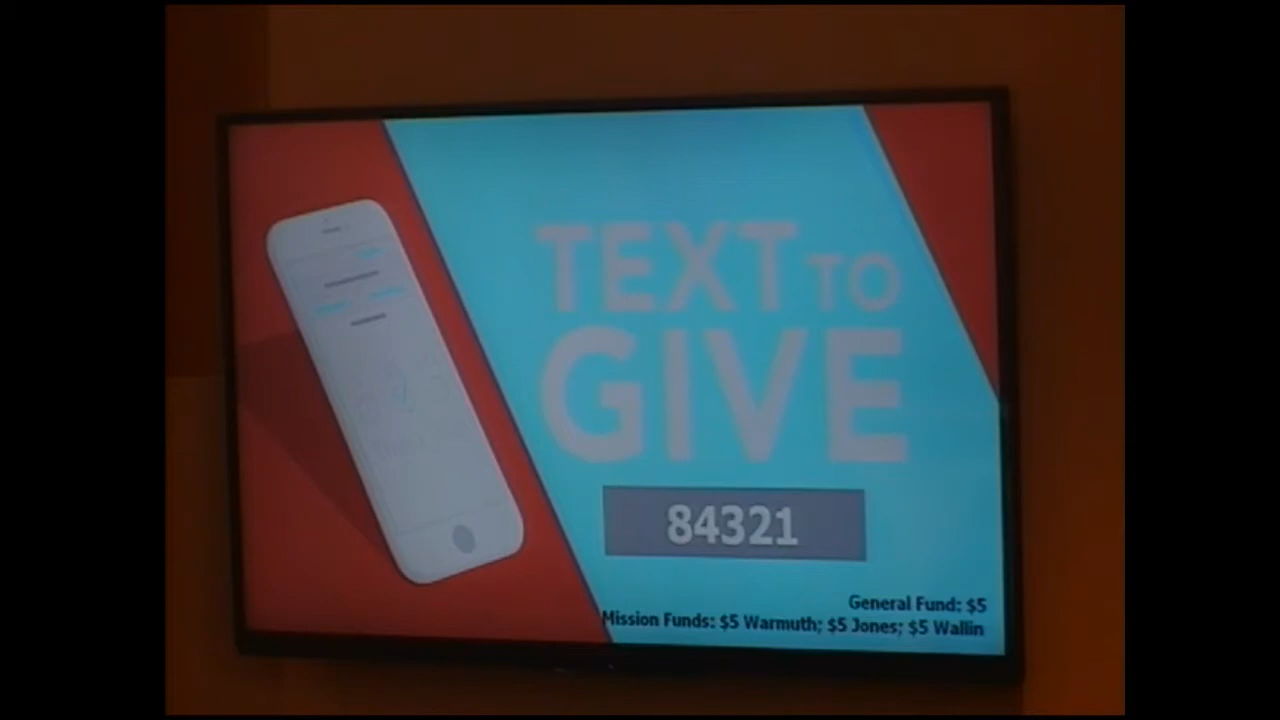 TEXT TO
GIVE
84321
General Fund: $5
Mission Funds: $5 Warmuth; $5 Jones; $5 Wallin